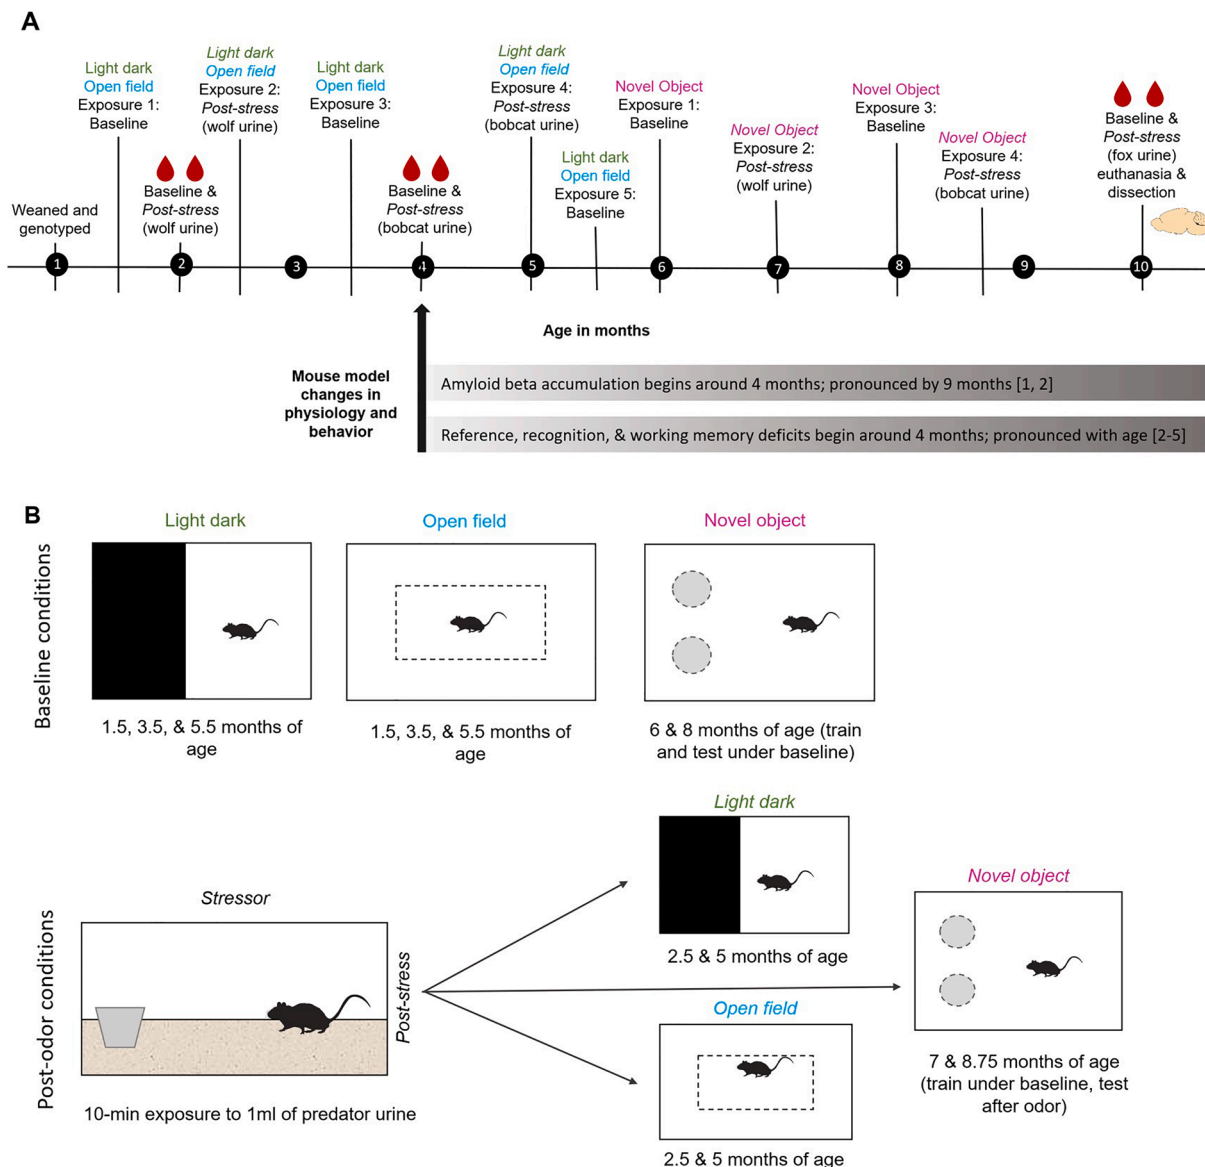 A
Light dark
Open field
Exposure 1:
Baseline
Light dark
Open field
Exposure 2:
Post-stress
(wolf urine)
Light dark
Open field
Exposure 3:
Baseline
Light dark
Open field
Exposure 4:
Post-stress
(bobcat urine)
Novel Object
Exposure 1:
Baseline
Novel Object
Exposure 3:
Baseline
Baseline &
Post-stress
(fox urine)
euthanasia &
dissection
Weaned and
genotyped
Baseline &
Post-stress
(wolf urine)
Baseline &
Post-stress
(bobcat urine)
Light dark
Open field
Exposure 5:
Baseline
Novel Object
Exposure 2:
Post-stress
(wolf urine)
Novel Object
Exposure 4:
Post-stress
(bobcat urine)
1 2 3 4 5 6 7 8 9 10
Age in months
Mouse model
changes in
physiology and
behavior
Amyloid beta accumulation begins around 4 months; pronounced by 9 months [1, 2]
Reference, recognition, & working memory deficits begin around 4 months; pronounced with age [2-5]
B
Baseline conditions
Light dark
Open field
Novel object
1.5, 3.5, & 5.5 months of
age
1.5, 3.5, & 5.5 months of
age
6 & 8 months of age (train
and test under baseline)
Post-odor conditions
Stressor
Post-stress
10-min exposure to 1ml of predator urine
Light dark
2.5 & 5 months of age
Open field
2.5 & 5 months of age
Novel object
7 & 8.75 months of age
(train under baseline, test
after odor)